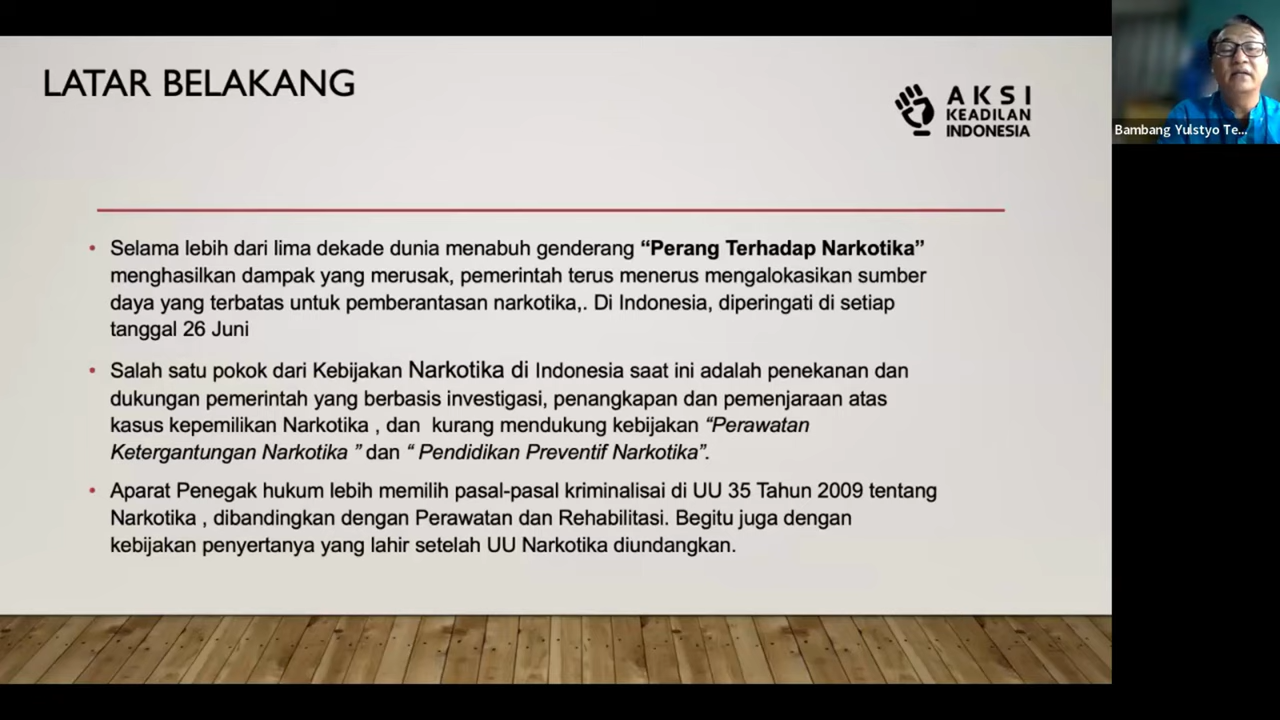 LATAR BELAKANG
AKSI
KEADILAN
INDONESIA
Bambang Yulstyo Te...
• Selama lebih dari lima dekade dunia menabuh genderang “Perang Terhadap Narkotika”
menghasilkan dampak yang merusak, pemerintah terus menerus mengalokasikan sumber
daya yang terbatas untuk pemberantasan narkotika,. Di Indonesia, diperingati di setiap
tanggal 26 Juni
• Salah satu pokok dari Kebijakan Narkotika di Indonesia saat ini adalah penekanan dan
dukungan pemerintah yang berbasis investigasi, penangkapan dan pemenjaraan atas
kasus kepemilikan Narkotika , dan kurang mendukung kebijakan “Perawatan
Ketergantungan Narkotika ” dan “ Pendidikan Preventif Narkotika”.
• Aparat Penegak hukum lebih memilih pasal-pasal kriminalisai di UU 35 Tahun 2009 tentang
Narkotika , dibandingkan dengan Perawatan dan Rehabilitasi. Begitu juga dengan
kebijakan penyertanya yang lahir setelah UU Narkotika diundangkan.